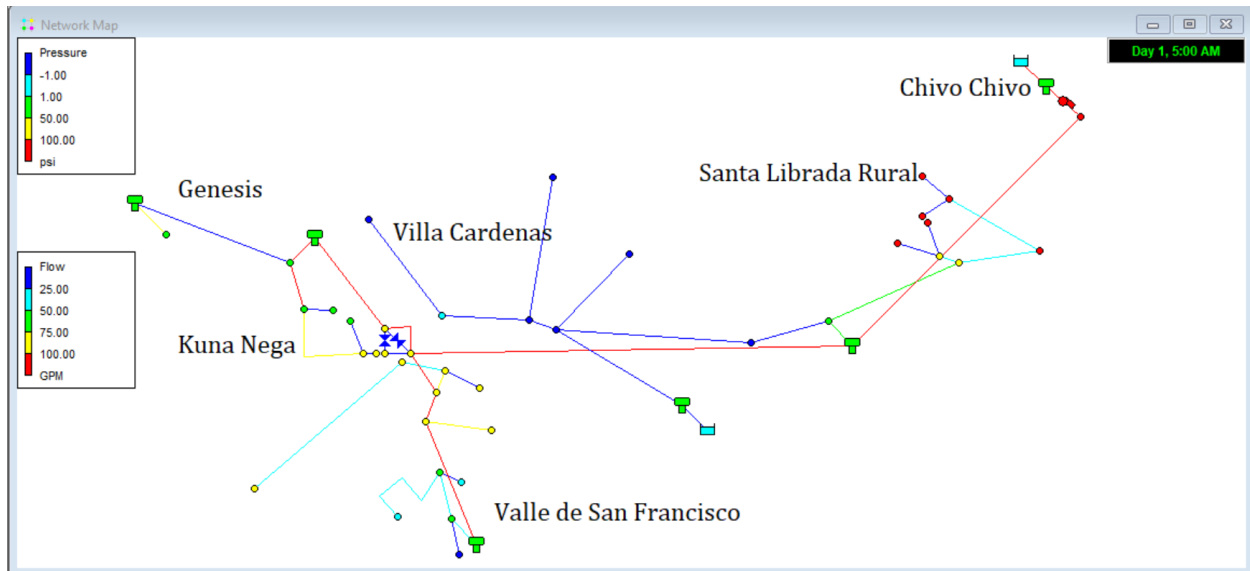 Network Map
Day 1, 5:00 AM
Pressure
-1.00
1.00
50.00
100.00
psi
Chivo Chivo
Santa Librada Rural
Genesis
Villa Cardenas
Flow
25.00
50.00
75.00
100.00
GPM
Kuna Nega
Valle de San Francisco